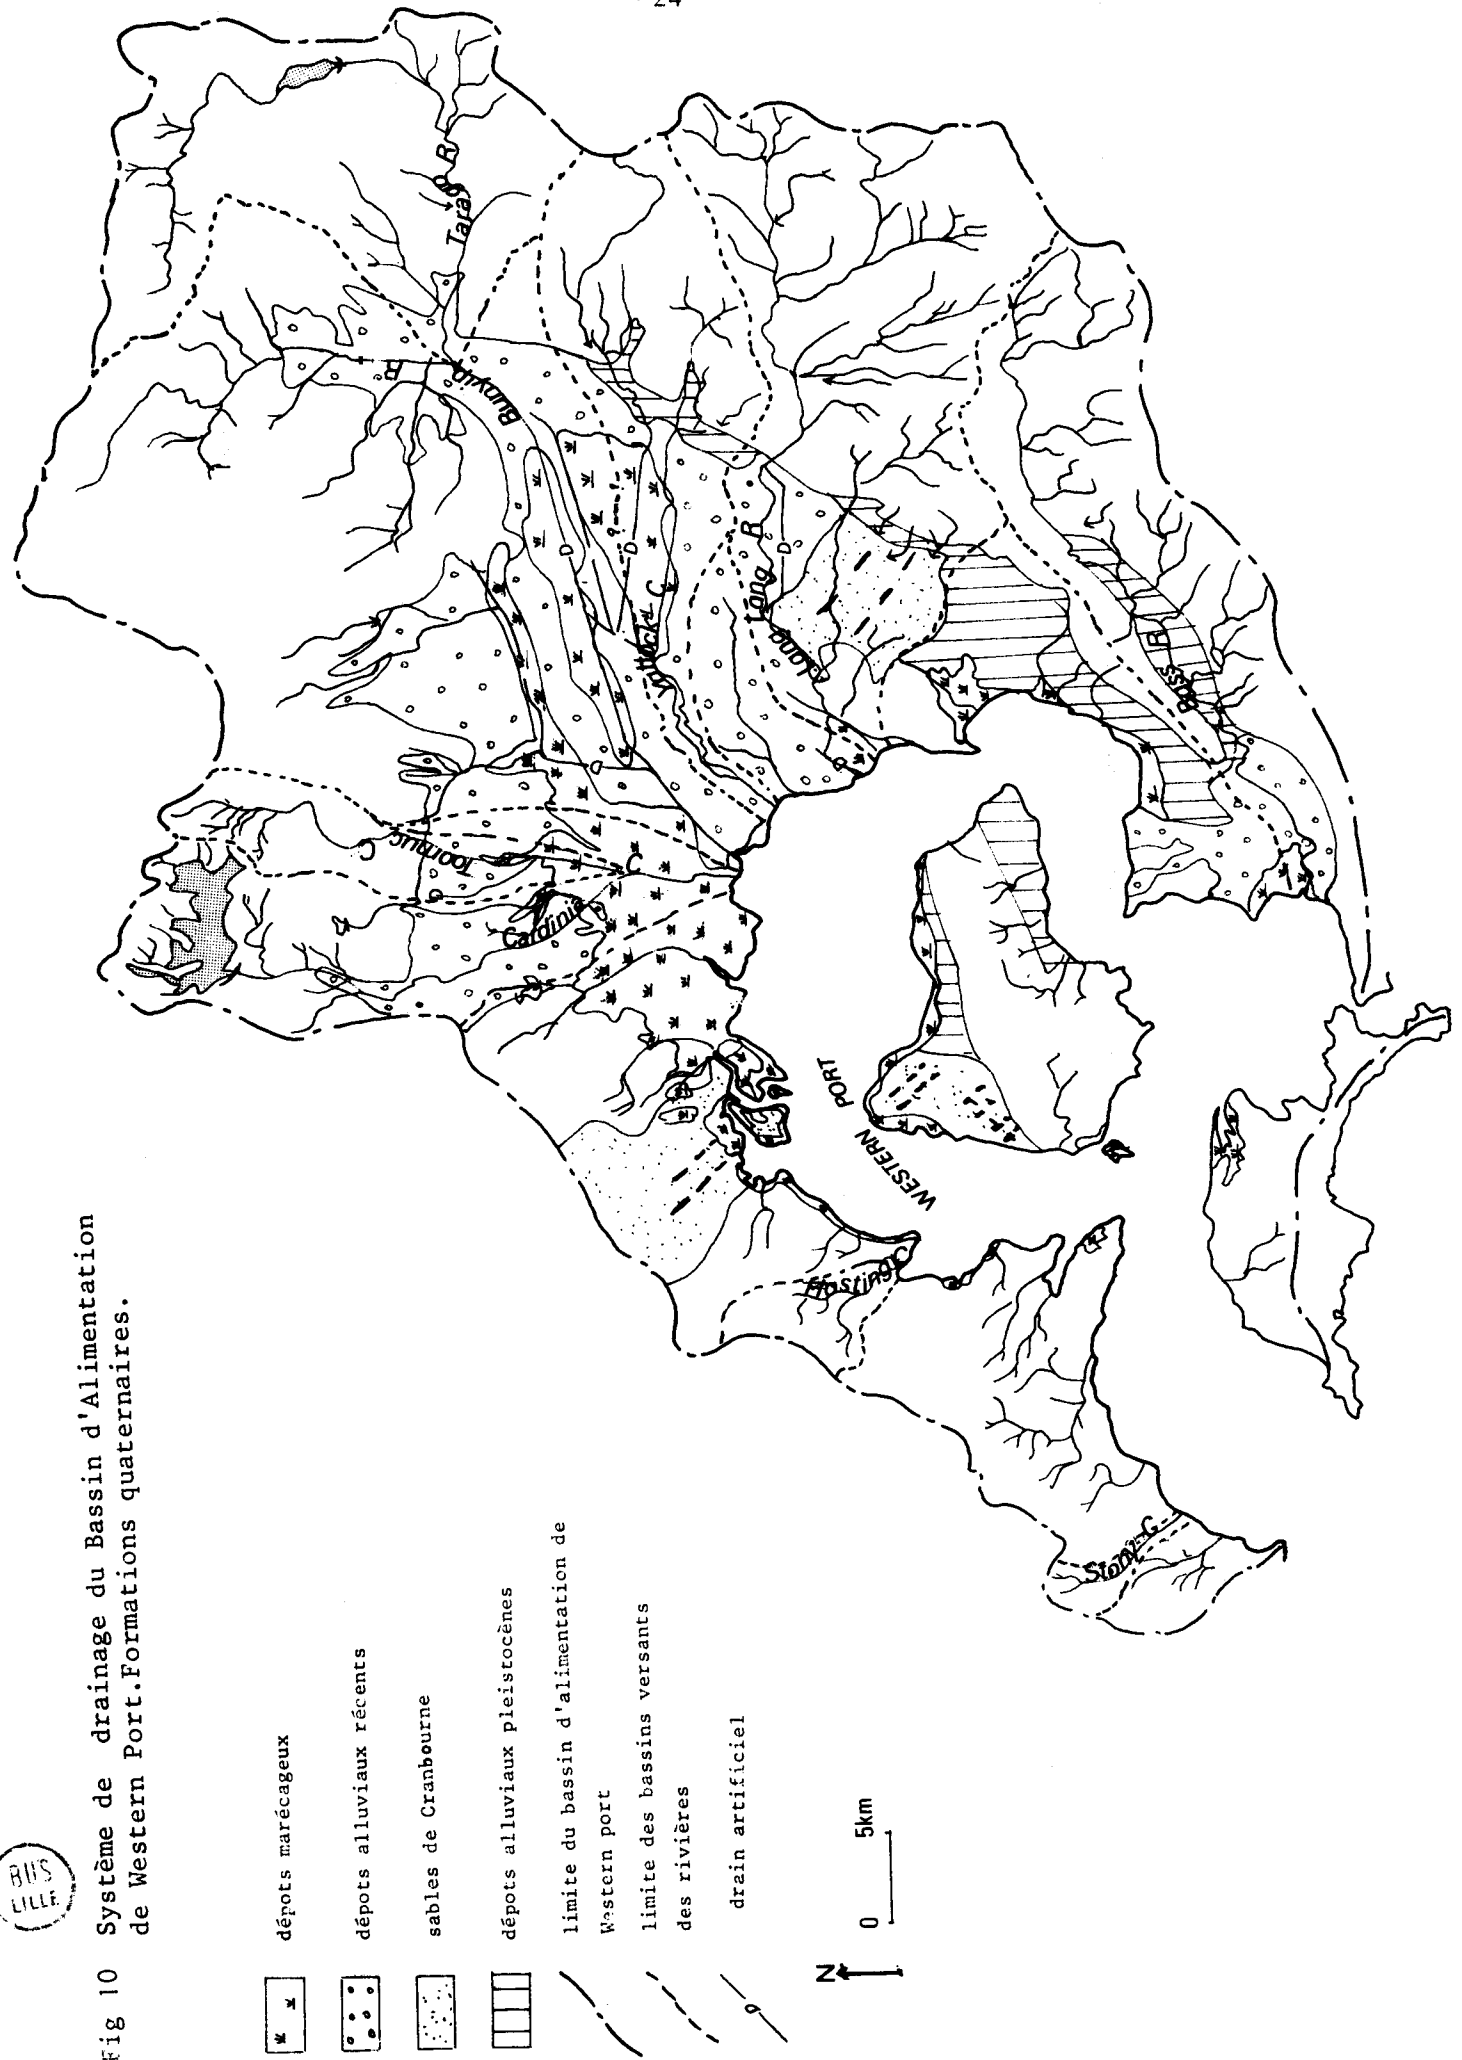 24
BUS
LILLE
Fig 10 Système de drainage du Bassin d'Alimentation
de Western Port.Formations quaternaires.
dépots marécageux
dépots alluviaux récents
sables de Cranbourne
dépots alluviaux pleistocènes
limite du bassin d'alimentation de
Western port
limite des bassins versants
des rivières
drain artificiel
D
N
0 5km
Tarago R
Bunyip
R
Yallock C
Lang Lang R
Bass R
Toomuc
C
Cardinia
C
D
D
D
D
D
WESTERN PORT
Hastings C
Stony C